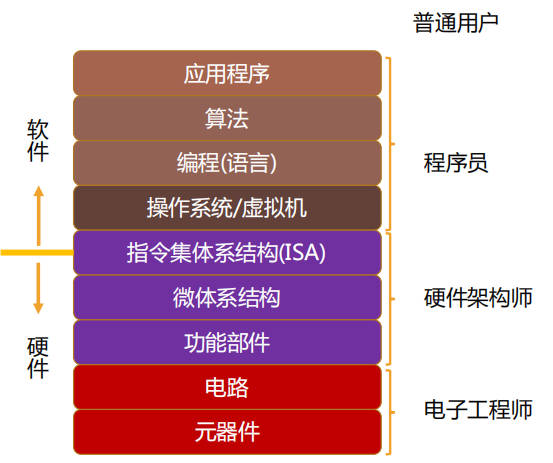 普通用户
应用程序
算法
编程(语言)
操作系统/虚拟机
指令集体系结构(ISA)
微体系结构
功能部件
电路
元器件
软件
硬件
程序员
硬件架构师
电子工程师